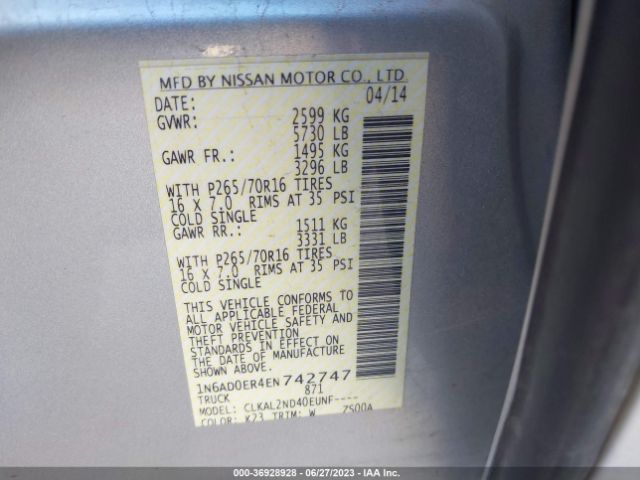 MFD BY NISSAN MOTOR CO., LTD
DATE: 04/14
GVWR: 2599 KG
5730 LB
GAWR FR.: 1495 KG
3296 LB
WITH P265/70R16 TIRES
16 X 7.0 RIMS AT 35 PSI
COLD SINGLE
GAWR RR.: 1511 KG
3331 LB
WITH P265/70R16 TIRES
16 X 7.0 RIMS AT 35 PSI
COLD SINGLE
THIS VEHICLE CONFORMS TO
ALL APPLICABLE FEDERAL
MOTOR VEHICLE SAFETY AND
THEFT PREVENTION
STANDARDS IN EFFECT ON
THE DATE OF MANUFACTURE
SHOWN ABOVE.
1N6AD0ER4EN742747
TRUCK 871
MODEL: CLKAL2ND40EUNF----
COLOR: K23 TRIM: W ZS00A
000-36928928 - 06/27/2023 - IAA Inc.